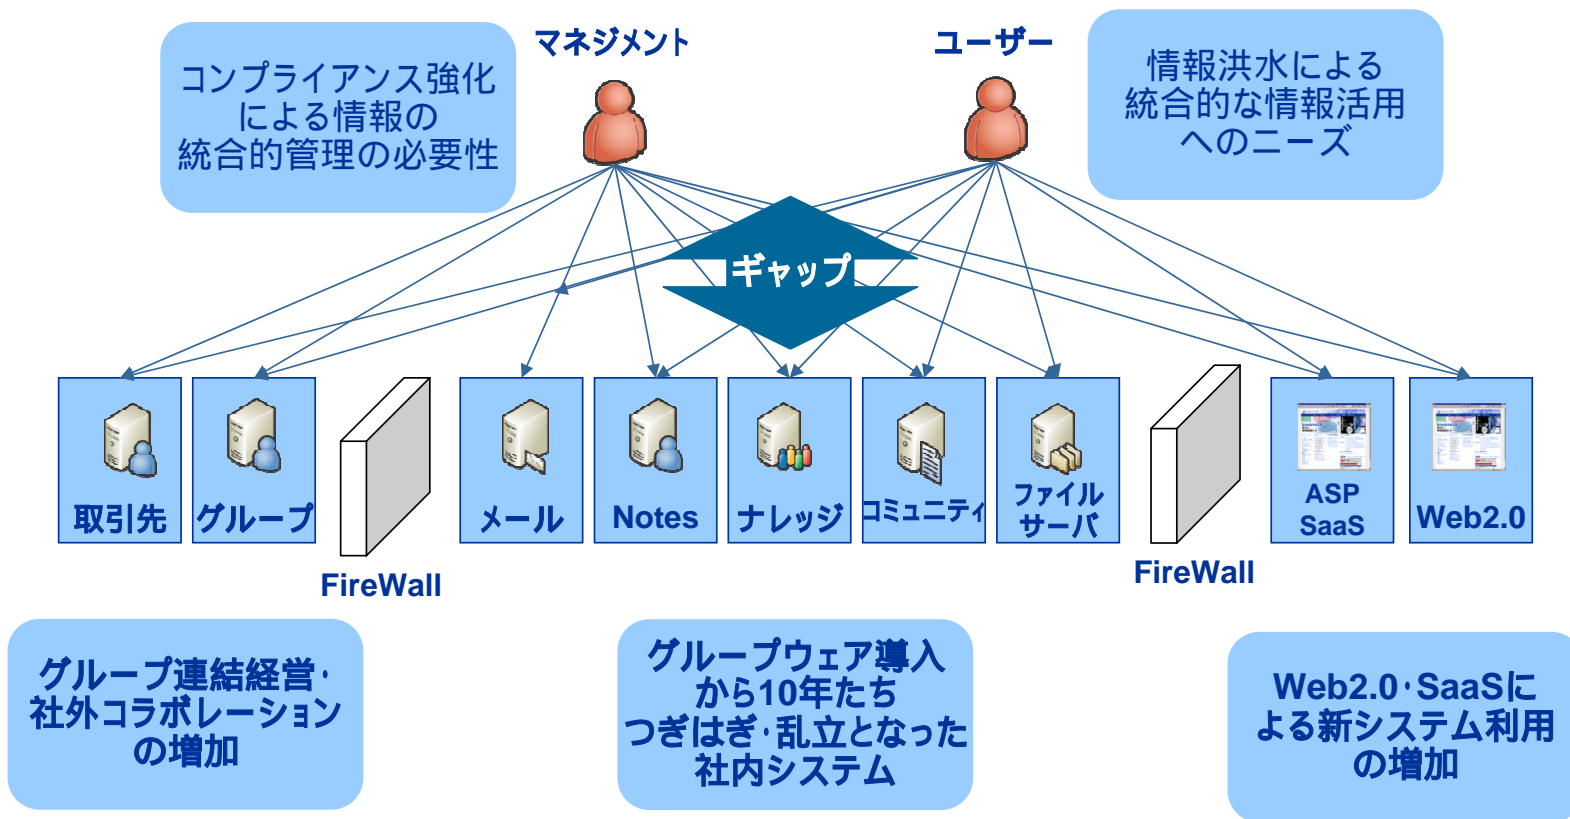 マネジメント
ユーザー
コンプライアンス強化
による情報の
統合的管理の必要性
情報洪水による
統合的な情報活用
へのニーズ
ギャップ
取引先
グループ
FireWall
メール
Notes
ナレッジ
コミュニティ
ファイル
サーバ
FireWall
ASP
SaaS
Web2.0
グループ連結経営・
社外コラボレーション
の増加
グループウェア導入
から10年たち
つぎはぎ・乱立となった
社内システム
Web2.0・SaaSに
よる新システム利用
の増加